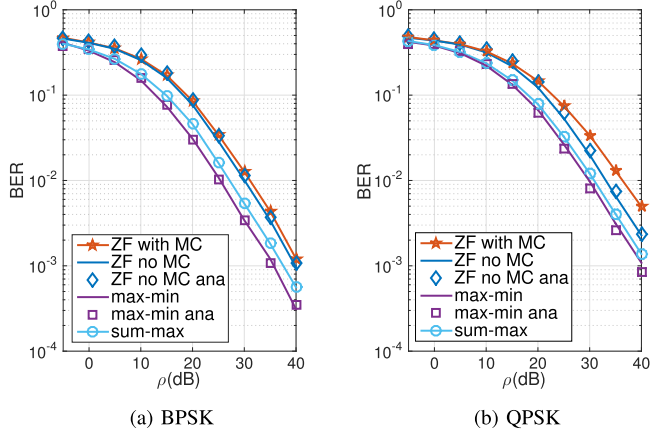 10^0
10^-1
10^-2
10^-3
10^-4
BER
0
10
20
30
40
ρ(dB)
ZF with MC
ZF no MC
ZF no MC ana
max-min
max-min ana
sum-max
(a) BPSK
10^0
10^-1
10^-2
10^-3
10^-4
BER
0
10
20
30
40
ρ(dB)
ZF with MC
ZF no MC
ZF no MC ana
max-min
max-min ana
sum-max
(b) QPSK